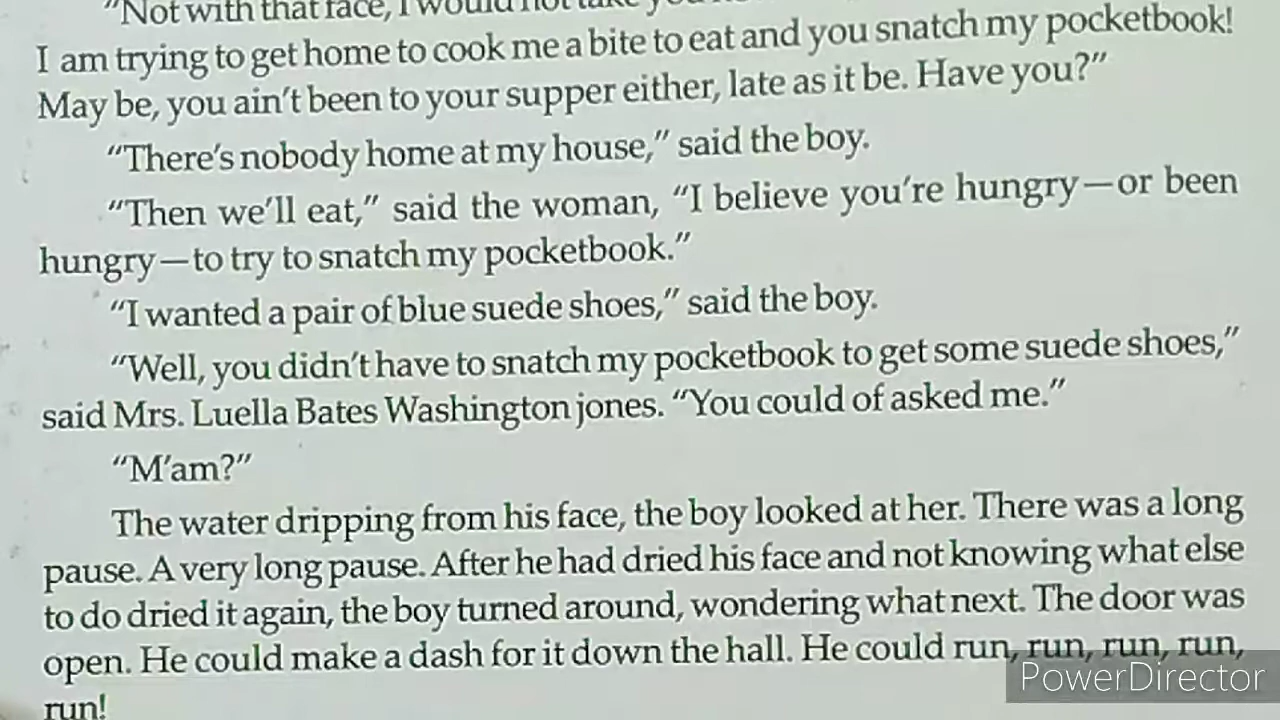 "Not with that face, I would not take you
I am trying to get home to cook me a bite to eat and you snatch my pocketbook!
May be, you ain't been to your supper either, late as it be. Have you?"
"There's nobody home at my house," said the boy.
"Then we'll eat," said the woman, "I believe you're hungry—or been
hungry—to try to snatch my pocketbook."
"I wanted a pair of blue suede shoes," said the boy.
"Well, you didn't have to snatch my pocketbook to get some suede shoes,"
said Mrs. Luella Bates Washington jones. "You could of asked me."
"M'am?"
The water dripping from his face, the boy looked at her. There was a long
pause. A very long pause. After he had dried his face and not knowing what else
to do dried it again, the boy turned around, wondering what next. The door was
open. He could make a dash for it down the hall. He could run, run, run, run,
run!
PowerDirector